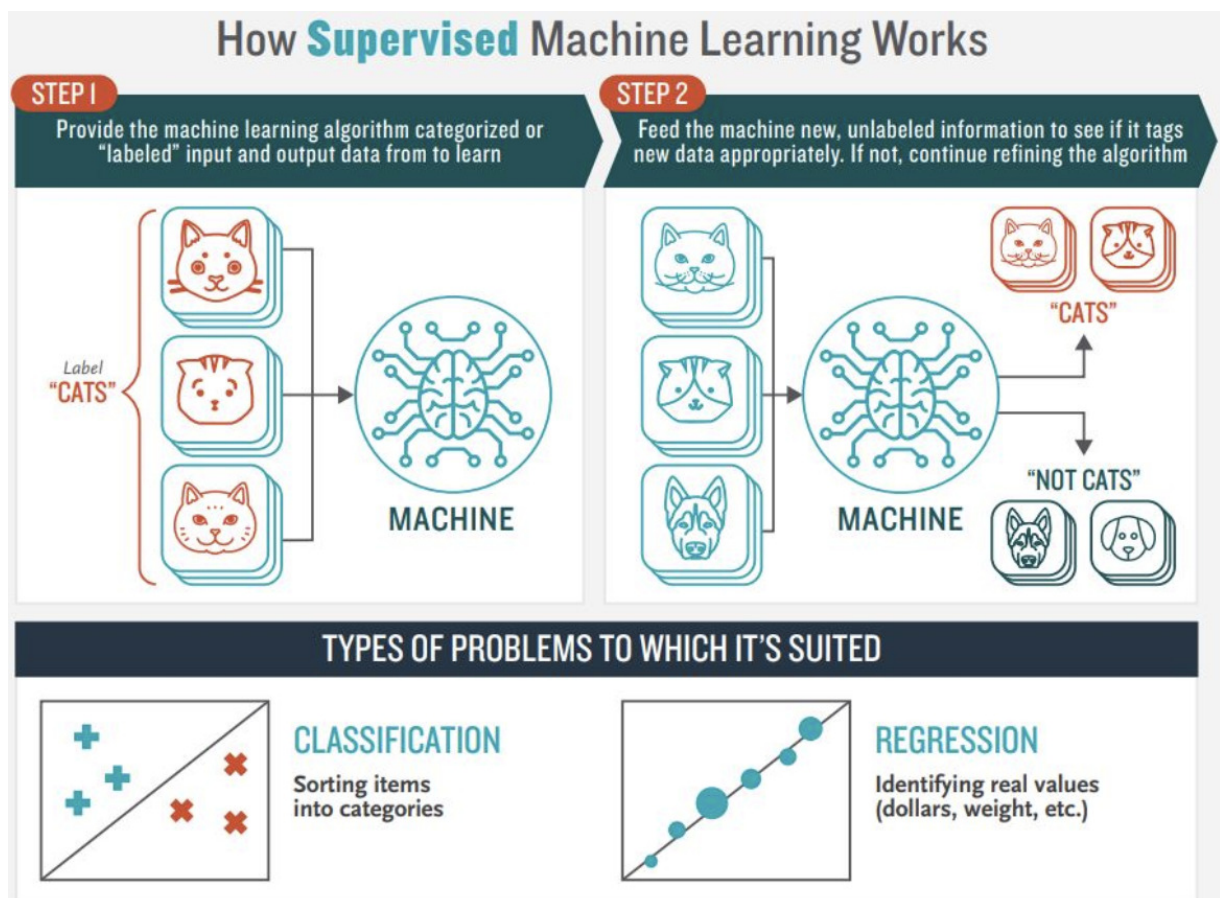 How Supervised Machine Learning Works
STEP 1
Provide the machine learning algorithm categorized or
“labeled” input and output data from to learn
Label
“CATS”
MACHINE
STEP 2
Feed the machine new, unlabeled information to see if it tags
new data appropriately. If not, continue refining the algorithm
MACHINE
“CATS”
“NOT CATS”
TYPES OF PROBLEMS TO WHICH IT’S SUITED
CLASSIFICATION
Sorting items
into categories
REGRESSION
Identifying real values
(dollars, weight, etc.)